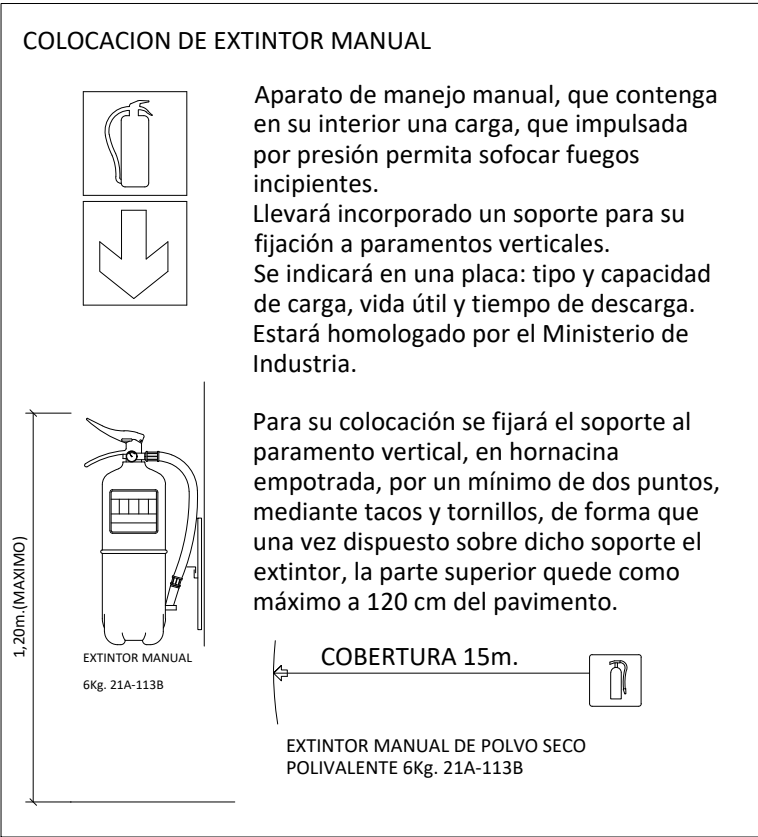 COLOCACION DE EXTINTOR MANUAL
Aparato de manejo manual, que contenga
en su interior una carga, que impulsada
por presión permita sofocar fuegos
incipientes.
Llevará incorporado un soporte para su
fijación a paramentos verticales.
Se indicará en una placa: tipo y capacidad
de carga, vida útil y tiempo de descarga.
Estará homologado por el Ministerio de
Industria.
Para su colocación se fijará el soporte al
paramento vertical, en hornacina
empotrada, por un mínimo de dos puntos,
mediante tacos y tornillos, de forma que
una vez dispuesto sobre dicho soporte el
extintor, la parte superior quede como
máximo a 120 cm del pavimento.
1,20m.(MAXIMO)
EXTINTOR MANUAL
6Kg. 21A-113B
COBERTURA 15m.
EXTINTOR MANUAL DE POLVO SECO
POLIVALENTE 6Kg. 21A-113B